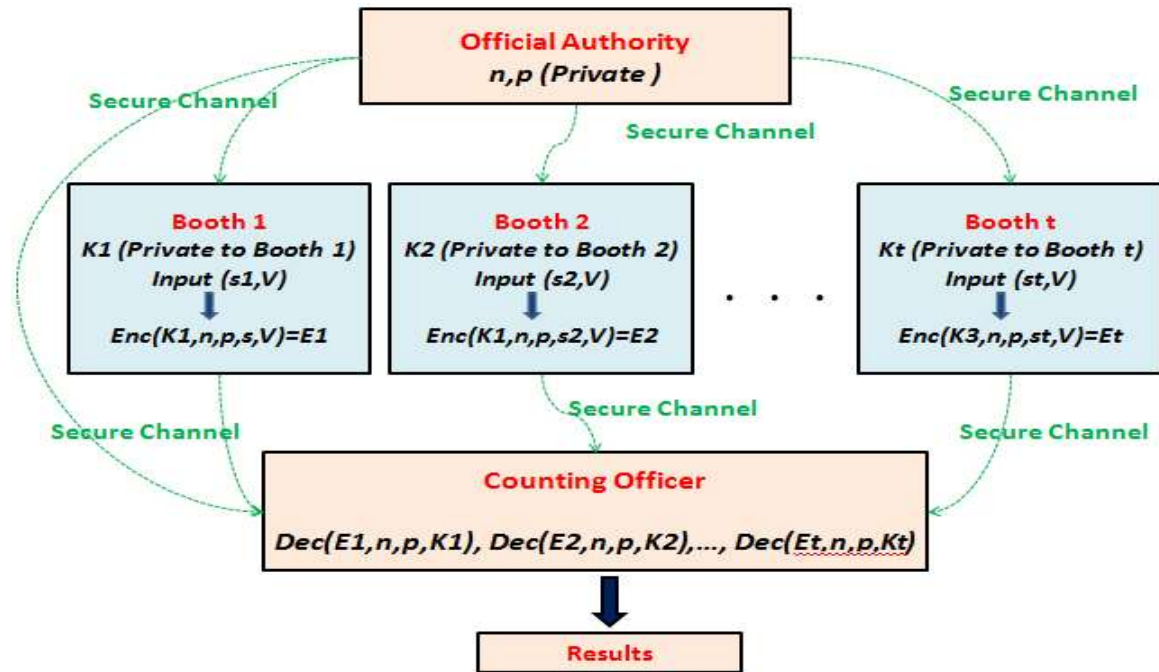 Official Authority
n,p (Private )
Secure Channel
Secure Channel
Secure Channel
Booth 1
K1 (Private to Booth 1)
Input (s1,V)
Enc(K1,n,p,s,V)=E1
Booth 2
K2 (Private to Booth 2)
Input (s2,V)
Enc(K1,n,p,s2,V)=E2
. . .
Booth t
Kt (Private to Booth t)
Input (st,V)
Enc(K3,n,p,st,V)=Et
Secure Channel
Secure Channel
Secure Channel
Counting Officer
Dec(E1,n,p,K1), Dec(E2,n,p,K2),..., Dec(Et,n,p,Kt)
Results